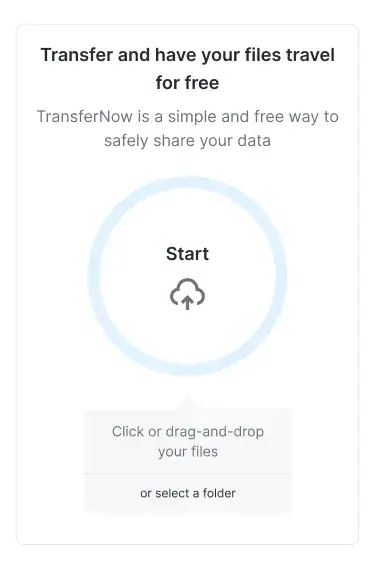 Transfer and have your files travel
for free
TransferNow is a simple and free way to
safely share your data
Start
Click or drag-and-drop
your files
or select a folder